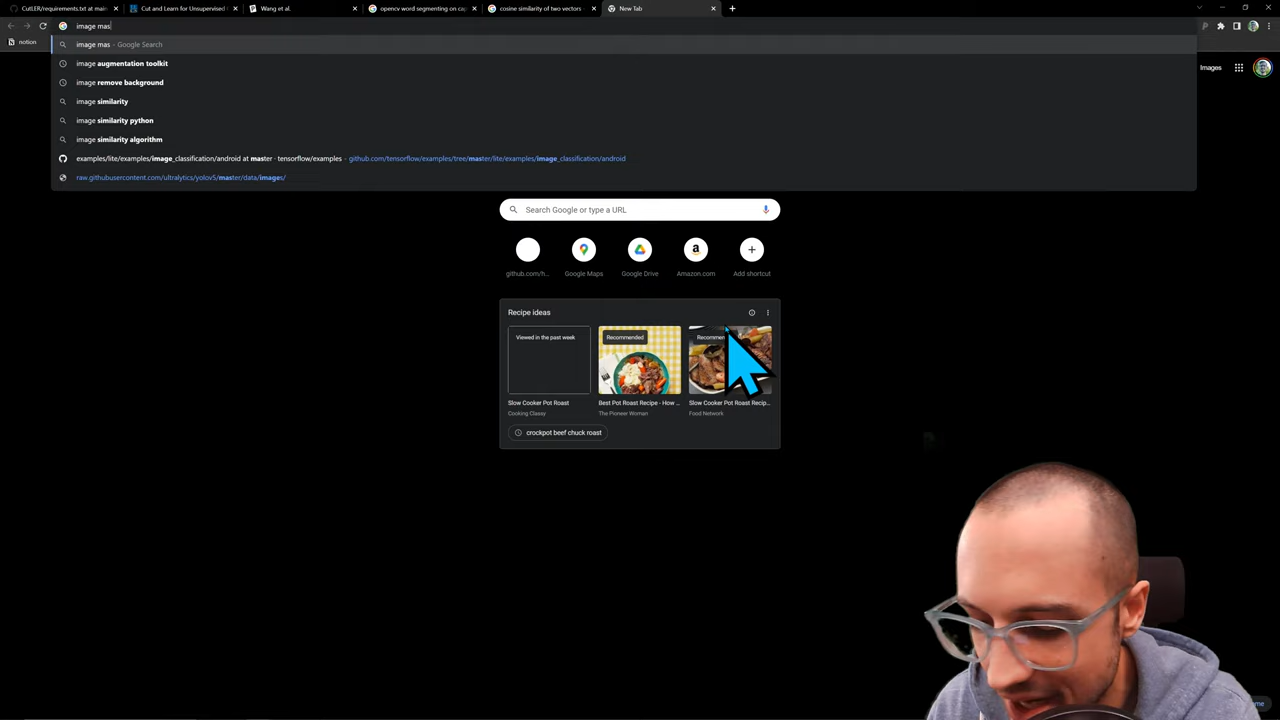 CutLER/requirements.txt at main
Cut and Learn for Unsupervised
Wang et al.
opencv word segmenting on cap
cosine similarity of two vectors -
New Tab
image mas
notion
image mas - Google Search
image augmentation toolkit
image remove background
image similarity
image similarity python
image similarity algorithm
examples/lite/examples/image_classification/android at master · tensorflow/examples - github.com/tensorflow/examples/tree/master/lite/examples/image_classification/android
raw.githubusercontent.com/ultralytics/yolov5/master/data/images/
Images
Search Google or type a URL
github.com/h...
Google Maps
Google Drive
Amazon.com
Add shortcut
Recipe ideas
Viewed in the past week
Recommended
Recomm
Slow Cooker Pot Roast
Best Pot Roast Recipe - How ...
Slow Cooker Pot Roast Recip...
Cooking Classy
The Pioneer Woman
Food Network
crockpot beef chuck roast